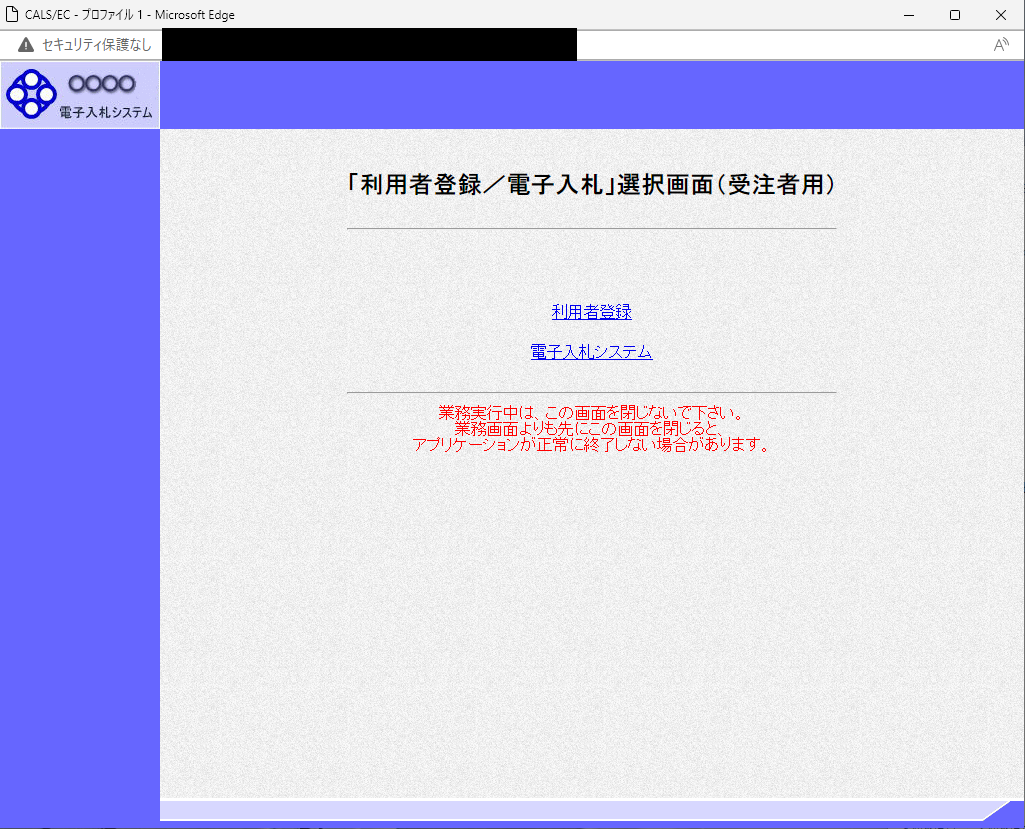 CALS/EC - プロファイル 1 - Microsoft Edge
セキュリティ保護なし
〇〇〇〇
電子入札システム
「利用者登録／電子入札」選択画面（受注者用）
利用者登録
電子入札システム
業務実行中は、この画面を閉じないで下さい。
業務画面よりも先にこの画面を閉じると、
アプリケーションが正常に終了しない場合があります。